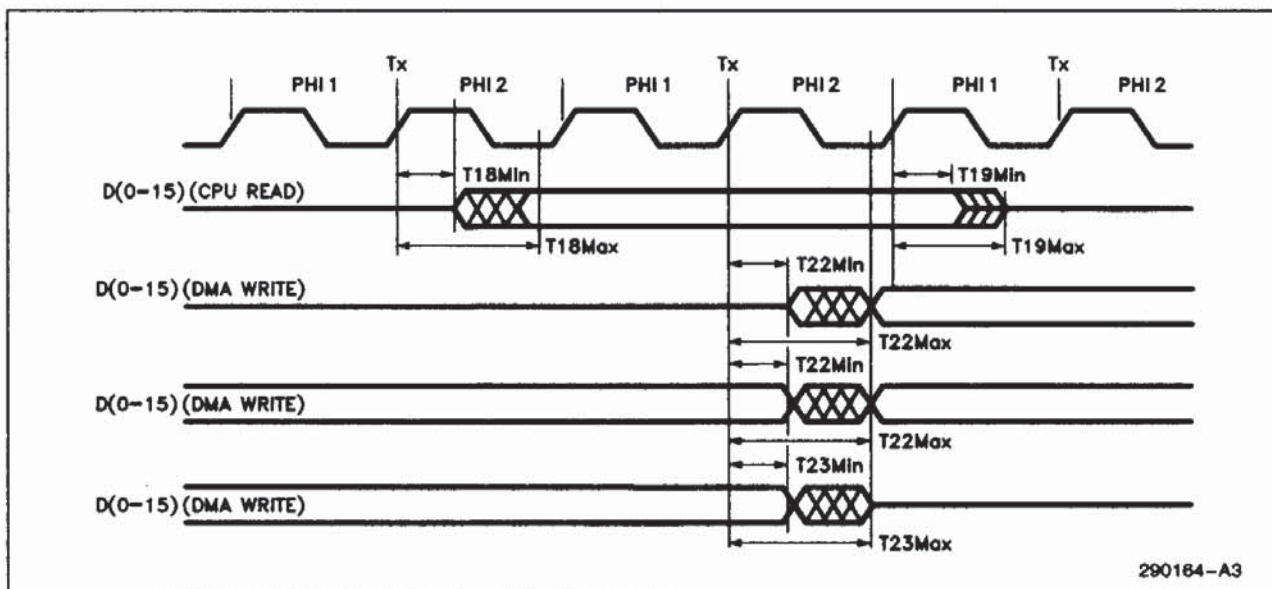 Tx Tx Tx
PHI 1 PHI 2 PHI 1 PHI 2 PHI 1 PHI 2
T18Min T19Min
D(0-15) (CPU READ)
T18Max T19Max
T22Min
D(0-15) (DMA WRITE)
T22Max
T22Min
D(0-15) (DMA WRITE)
T22Max
T23Min
D(0-15) (DMA WRITE)
T23Max
290164-A3